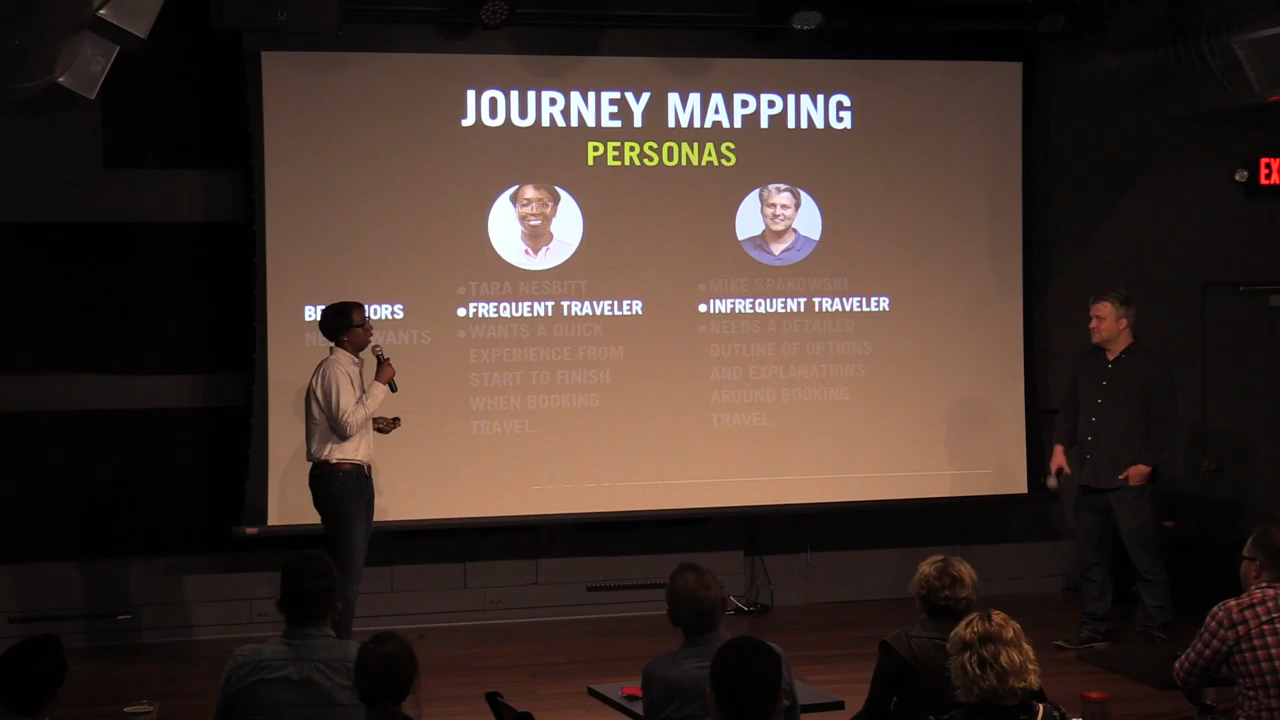 JOURNEY MAPPING
PERSONAS
• TARA NESBITT
• MIKE SPAKOWSKI
• FREQUENT TRAVELER
• INFREQUENT TRAVELER
WANTS
• WANTS A QUICK
EXPERIENCE FROM
START TO FINISH
WHEN BOOKING
TRAVEL.
• NEEDS A DETAILED
OUTLINE OF OPTIONS
AND EXPLANATIONS
AROUND BOOKING
TRAVEL.